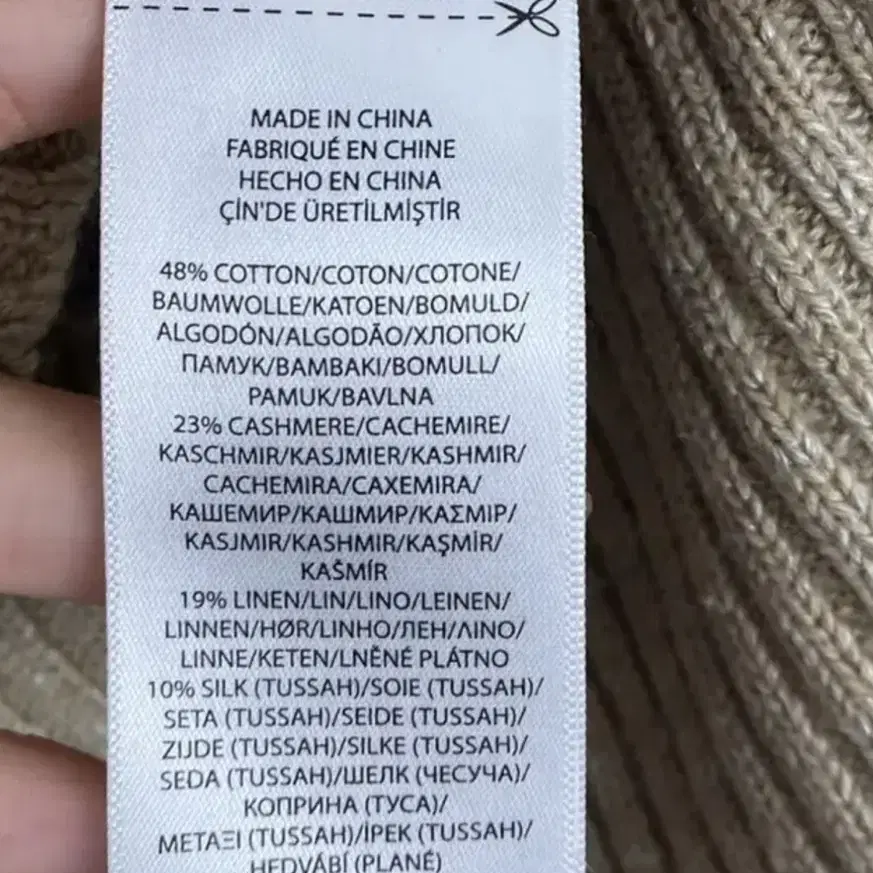 MADE IN CHINA
FABRIQUÉ EN CHINE
HECHO EN CHINA
ÇİN'DE ÜRETİLMİŞTİR
48% COTTON/COTON/COTONE/
BAUMWOLLE/KATOEN/BOMULD/
ALGODÓN/ALGODÃO/ХЛОПОК/
ПАМУК/ΒΑΜΒΑΚΙ/BOMULL/
PAMUK/BAVLNA
23% CASHMERE/CACHEMIRE/
KASCHMIR/KASJMIER/KASHMIR/
CACHEMIRA/CAXEMIRA/
КАШЕМИР/КАШМИР/ΚΑΣΜΙΡ/
KASJMIR/KASHMIR/KAŞMİR/
KAŠMÍR
19% LINEN/LIN/LINO/LEINEN/
LINNEN/HØR/LINHO/ЛЕН/ΛΙΝΟ/
LINNE/KETEN/LNĚNÉ PLÁTNO
10% SILK (TUSSAH)/SOIE (TUSSAH)/
SETA (TUSSAH)/SEIDE (TUSSAH)/
ZIJDE (TUSSAH)/SILKE (TUSSAH)/
SEDA (TUSSAH)/ШЕЛК (ЧЕСУЧА)/
КОПРИНА (ТУСА)/
ΜΕΤΑΞΙ (TUSSAH)/İPEK (TUSSAH)/
HEDVÁBÍ (PLANÉ)